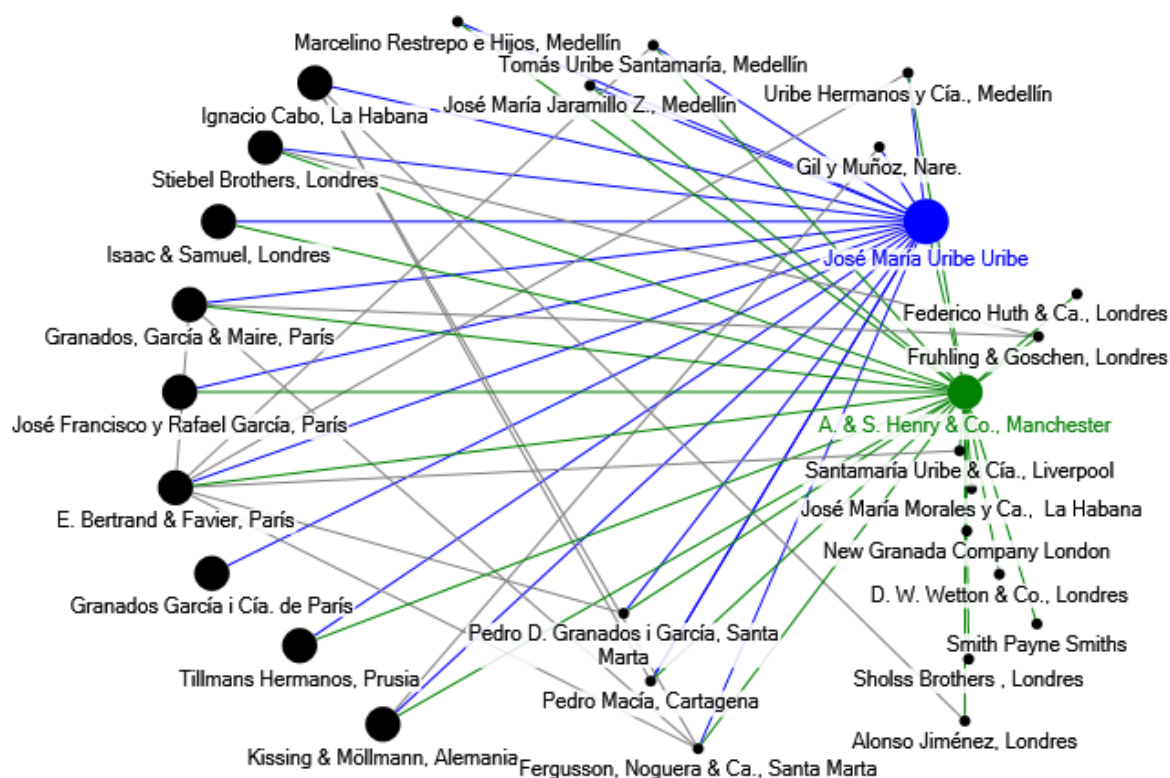 Marcelino Restrepo e Hijos, Medellín
Tomás Uribe Santamaría, Medellín
Uribe Hermanos y Cía., Medellín
José María Jaramillo Z., Medellín
Ignacio Cabo, La Habana
Gil y Muñoz, Nare.
Stiebel Brothers, Londres
Isaac & Samuel, Londres
José María Uribe Uribe
Federico Huth & Ca., Londres
Granados, García & Maire, París
Fruhling & Goschen, Londres
José Francisco y Rafael García, París
A. & S. Henry & Co., Manchester
Santamaría Uribe & Cía., Liverpool
E. Bertrand & Favier, París
José María Morales y Ca., La Habana
New Granada Company London
D. W. Wetton & Co., Londres
Granados García i Cía. de París
Pedro D. Granados i García, Santa
Marta
Smith Payne Smiths
Tillmans Hermanos, Prusia
Sholss Brothers , Londres
Pedro Macía, Cartagena
Alonso Jiménez, Londres
Kissing & Möllmann, Alemania
Fergusson, Noguera & Ca., Santa Marta